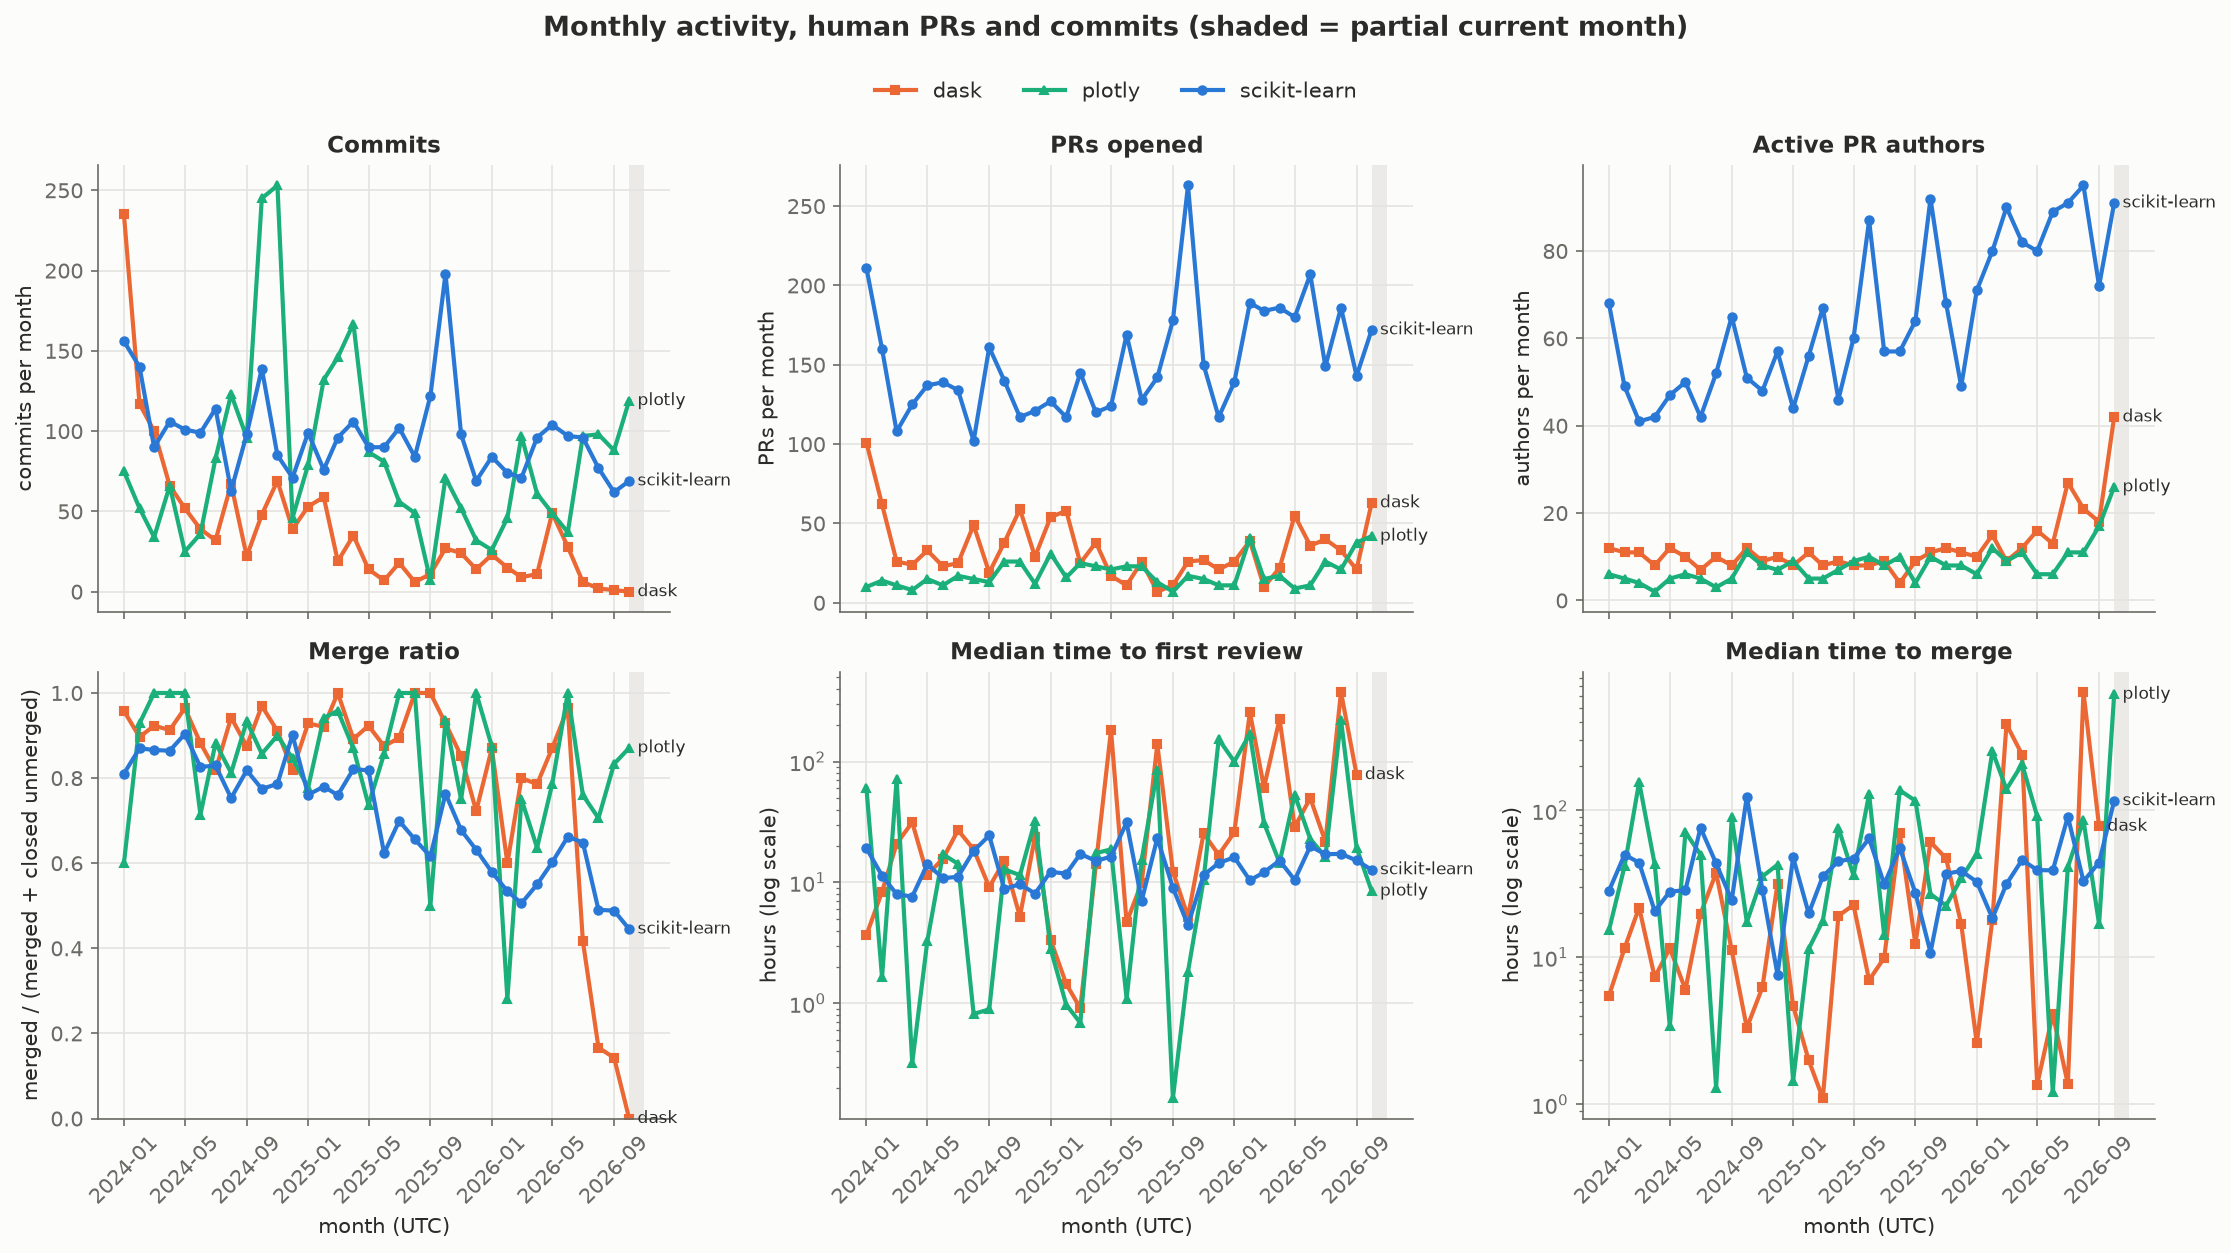 Monthly activity, human PRs and commits (shaded = partial current month)
dask
plotly
scikit-learn
Commits
commits per month
250
200
150
100
50
0
plotly
scikit-learn
dask
PRs opened
PRs per month
250
200
150
100
50
0
scikit-learn
dask
plotly
Active PR authors
authors per month
80
60
40
20
0
scikit-learn
dask
plotly
Merge ratio
merged / (merged + closed unmerged)
1.0
0.8
0.6
0.4
0.2
0.0
plotly
scikit-learn
dask
2024-01
2024-05
2024-09
2025-01
2025-05
2025-09
2026-01
2026-05
2026-09
month (UTC)
Median time to first review
hours (log scale)
10²
10¹
10⁰
dask
scikit-learn
plotly
2024-01
2024-05
2024-09
2025-01
2025-05
2025-09
2026-01
2026-05
2026-09
month (UTC)
Median time to merge
hours (log scale)
10²
10¹
10⁰
plotly
scikit-learn
dask
2024-01
2024-05
2024-09
2025-01
2025-05
2025-09
2026-01
2026-05
2026-09
month (UTC)